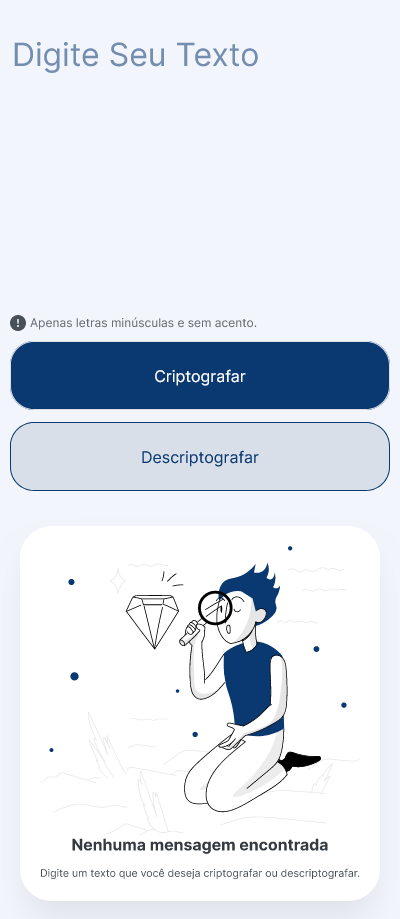 Digite Seu Texto
Apenas letras minúsculas e sem acento.
Criptografar
Descriptografar
Nenhuma mensagem encontrada
Digite um texto que você deseja criptografar ou descriptografar.